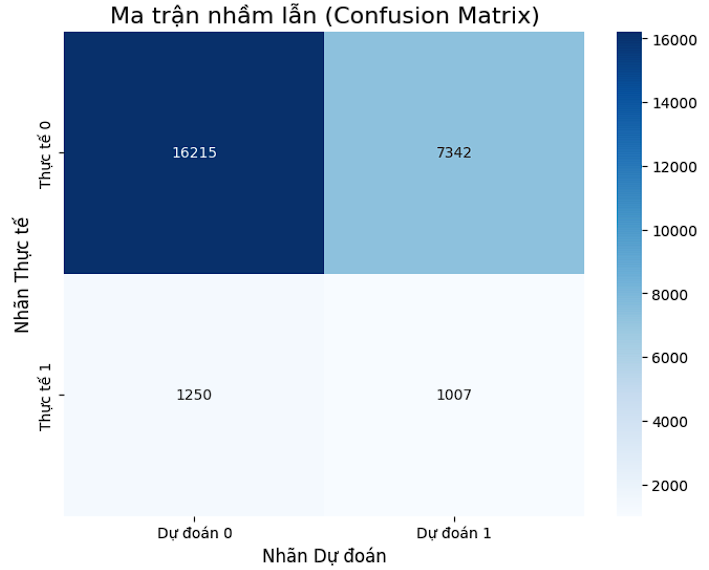 Ma trận nhầm lẫn (Confusion Matrix)
Nhãn Thực tế
Thực tế 0
Thực tế 1
16215
7342
1250
1007
Dự đoán 0
Dự đoán 1
Nhãn Dự đoán
16000
14000
12000
10000
8000
6000
4000
2000